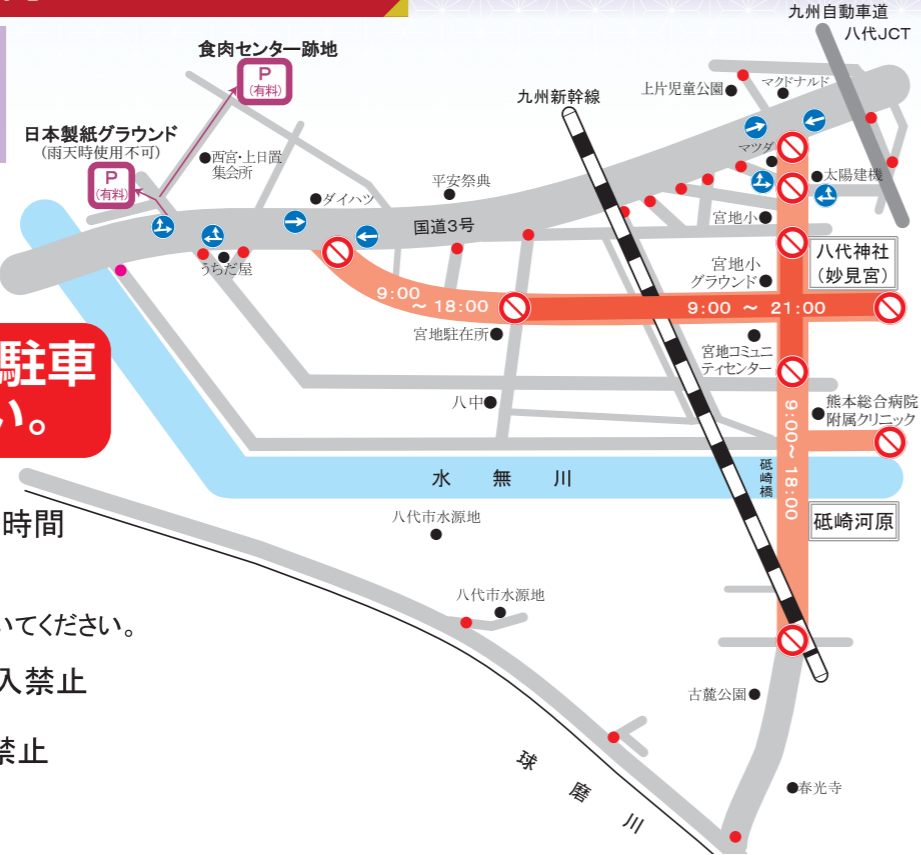 九州自動車道
八代JCT
食肉センター跡地
P
(有料)
日本製紙グラウンド
(雨天時使用不可)
P
(有料)
西宮・上日置
集会所
ダイハツ
平安祭典
九州新幹線
上片児童公園
マクドナルド
マツダ
太陽建機
国道3号
うちだ屋
宮地小
宮地小
グラウンド
八代神社
(妙見宮)
9:00
～18:00
9:00 ～ 21:00
宮地駐在所
宮地コミュニ
ティセンター
駐車
い。
八中
熊本総合病院
附属クリニック
9:00～18:00
水無川
砥崎橋
砥崎河原
時間
八代市水源地
八代市水源地
いてください。
入禁止
禁止
古麓公園
球磨川
春光寺